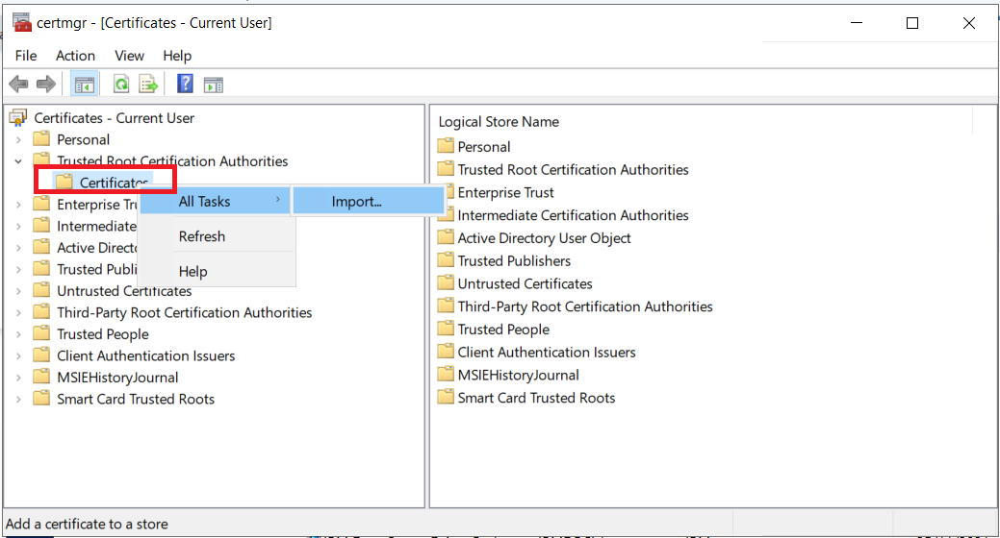 certmgr - [Certificates - Current User]
File Action View Help
Certificates - Current User
Personal
Trusted Root Certification Authorities
Certificates
Enterprise
Intermediate
Active
Trusted
Untrusted Certificates
Third-Party Root Certification Authorities
Trusted People
Client Authentication Issuers
MSIEHistoryJournal
Smart Card Trusted Roots
All Tasks
Import...
Refresh
Help
Logical Store Name
Personal
Trusted Root Certification Authorities
Enterprise Trust
Intermediate Certification Authorities
Active Directory User Object
Trusted Publishers
Untrusted Certificates
Third-Party Root Certification Authorities
Trusted People
Client Authentication Issuers
MSIEHistoryJournal
Smart Card Trusted Roots
Add a certificate to a store